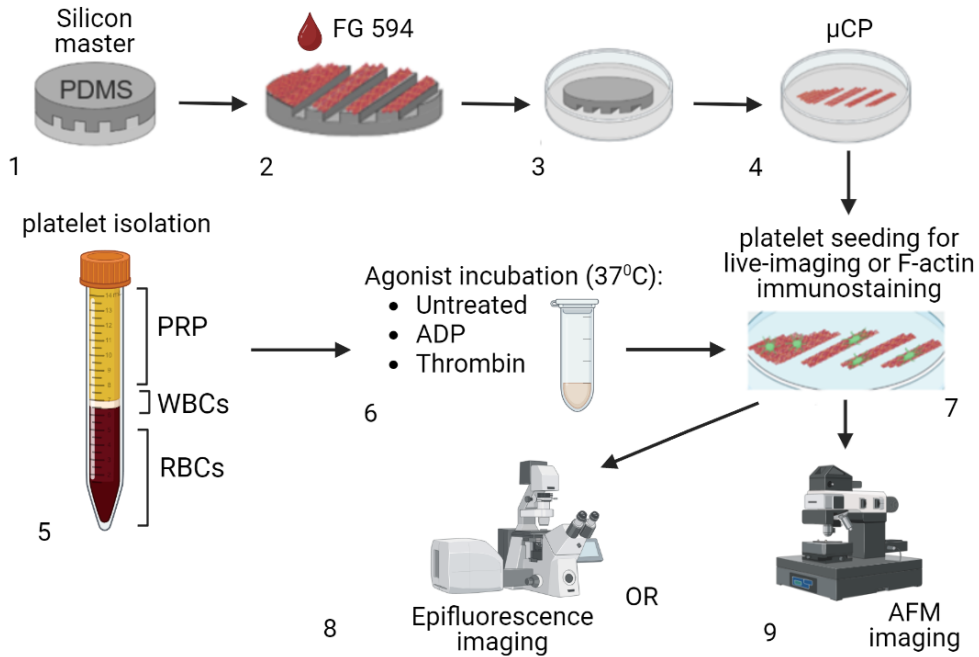 Silicon
master
PDMS
1
FG 594
2
3
µCP
4
platelet isolation
PRP
WBCs
RBCs
5
Agonist incubation (37⁰C):
• Untreated
• ADP
• Thrombin
6
platelet seeding for
live-imaging or F-actin
immunostaining
7
8
Epifluorescence
imaging
OR
9
AFM
imaging